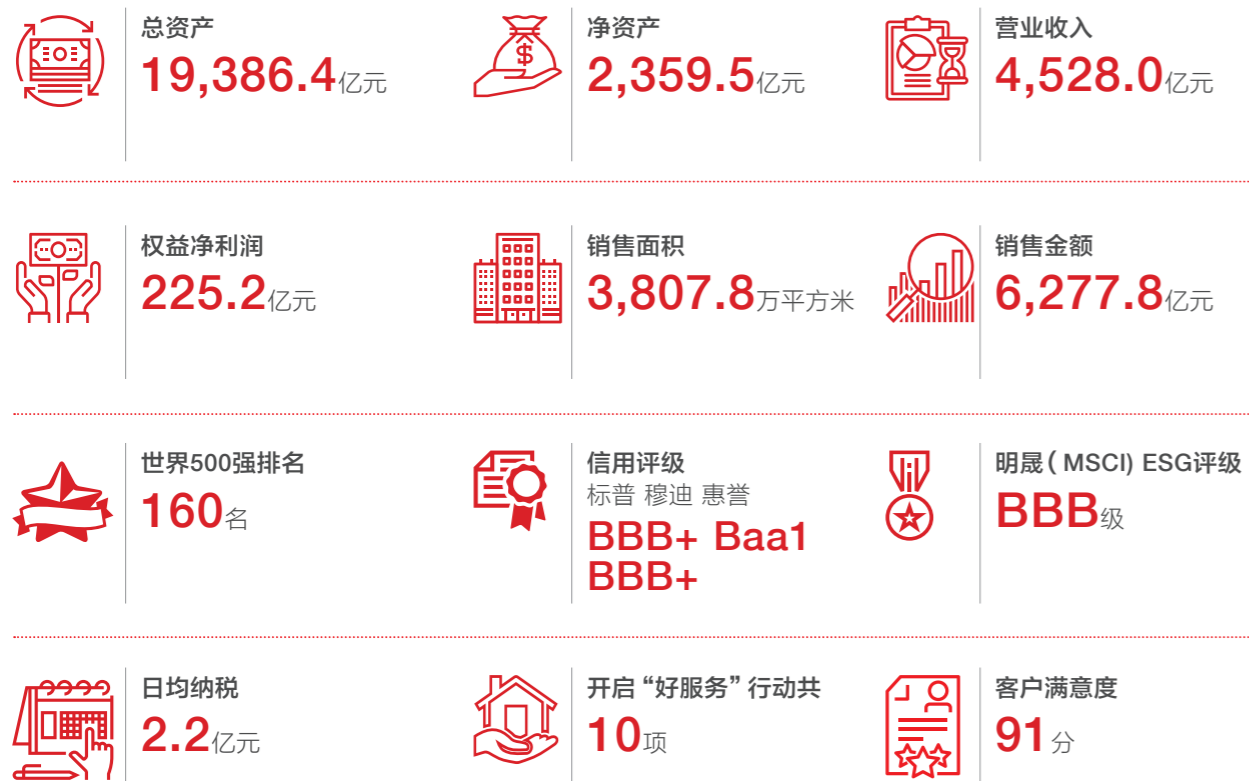 总资产
19,386.4亿元
净资产
2,359.5亿元
营业收入
4,528.0亿元
权益净利润
225.2亿元
销售面积
3,807.8万平方米
销售金额
6,277.8亿元
世界500强排名
160名
信用评级
标普 穆迪 惠誉
BBB+ Baa1
BBB+
明晟( MSCI) ESG评级
BBB级
日均纳税
2.2亿元
开启“好服务”行动共
10项
客户满意度
91分